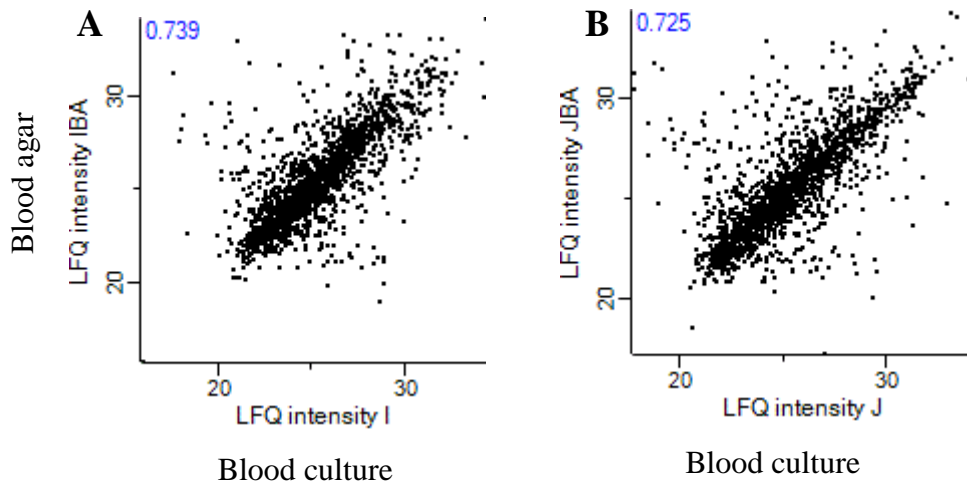 A
0.739
Blood agar
LFQ intensity IBA
30
20
20
30
LFQ intensity I
Blood culture
B
0.725
LFQ intensity JBA
30
20
20
30
LFQ intensity J
Blood culture